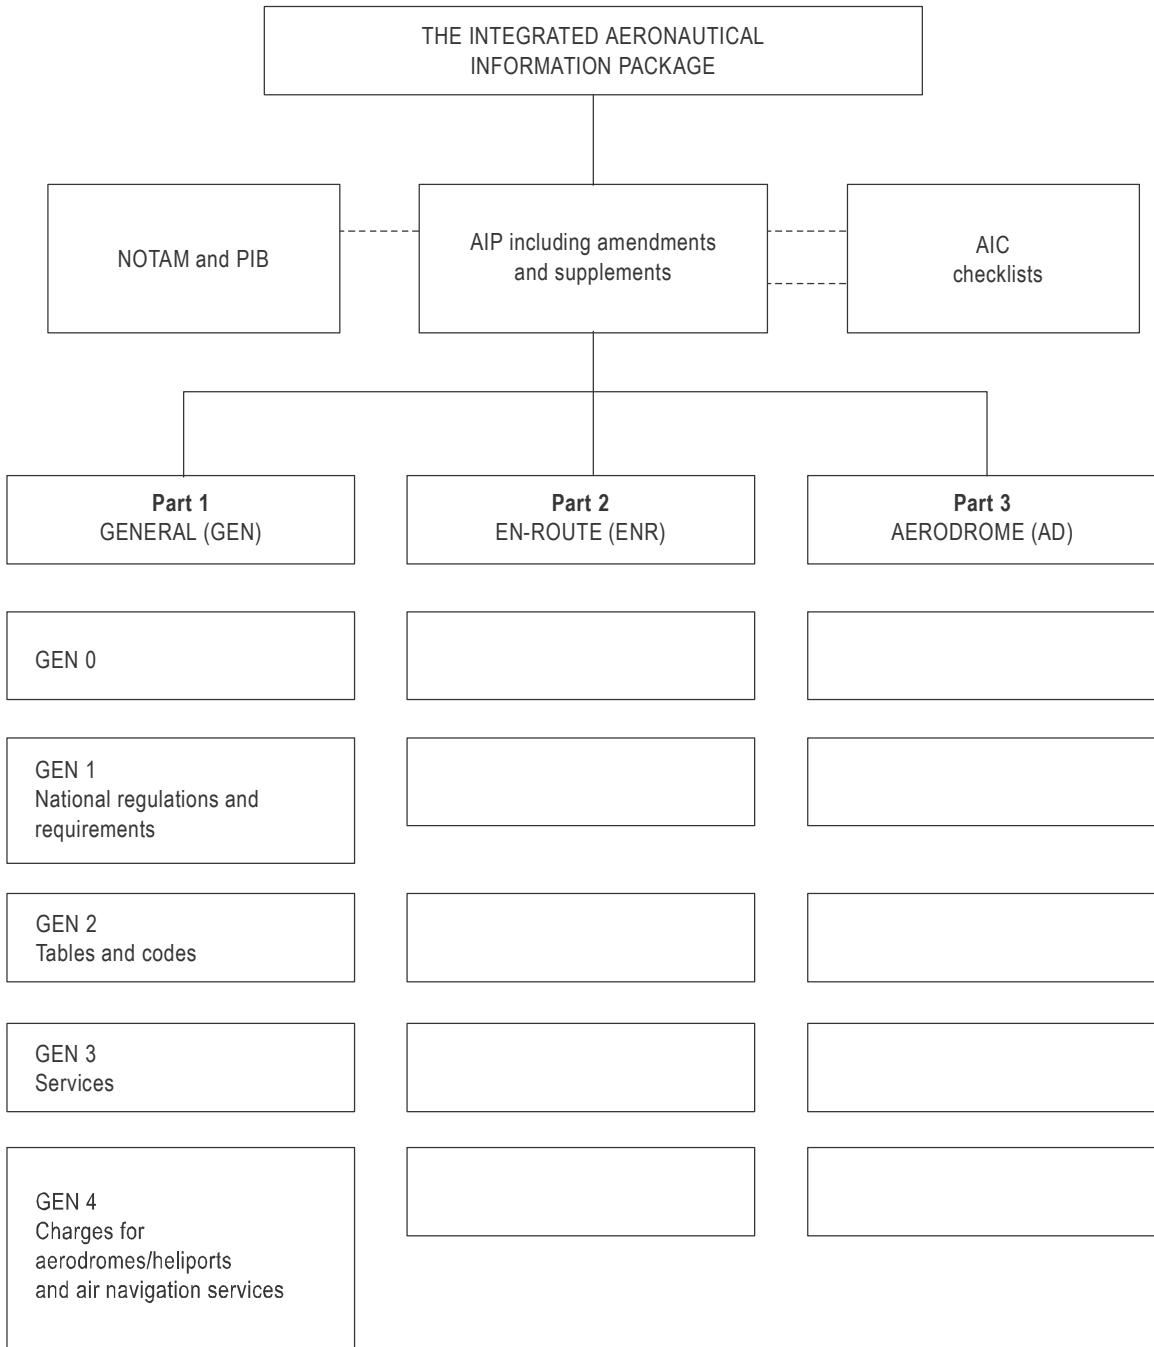 THE INTEGRATED AERONAUTICAL
INFORMATION PACKAGE
NOTAM and PIB
AIP including amendments
and supplements
AIC
checklists
Part 1
GENERAL (GEN)
Part 2
EN-ROUTE (ENR)
Part 3
AERODROME (AD)
GEN 0
GEN 1
National regulations and
requirements
GEN 2
Tables and codes
GEN 3
Services
GEN 4
Charges for
aerodromes/heliports
and air navigation services